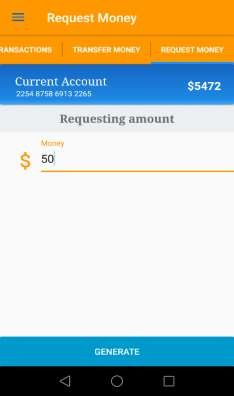 Request Money
RANSACTIONS TRANSFER MONEY REQUEST MONEY
Current Account
2254 8758 6913 2265
$5472
Requesting amount
Money
$ 50
GENERATE